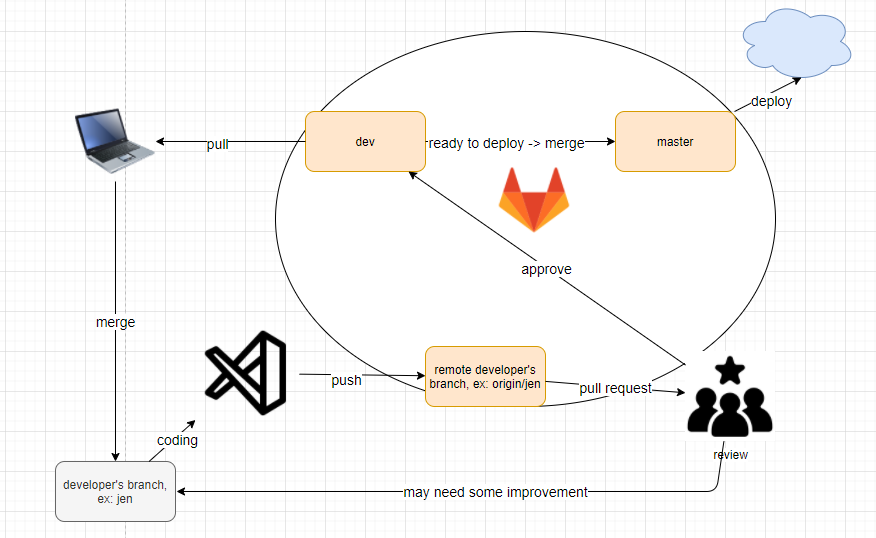 deploy
dev
ready to deploy -> merge
master
pull
approve
merge
remote developer's
branch, ex: origin/jen
push
pull request
coding
review
developer's branch,
ex: jen
may need some improvement